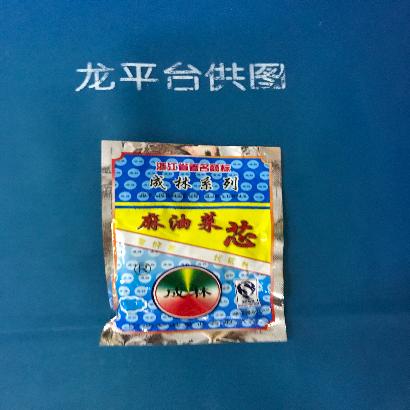 龙平台供图
浙江省著名商标
成林系列
麻油菜芯
成林